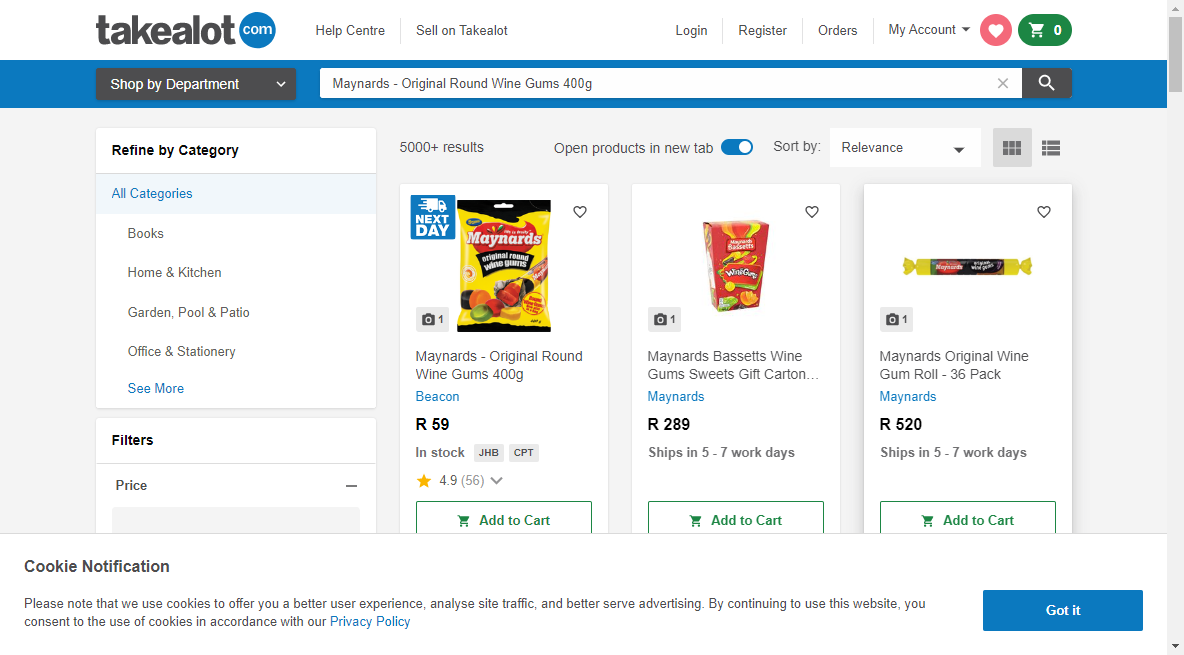 takealot com
Help Centre
Sell on Takealot
Login
Register
Orders
My Account
0
Shop by Department
Maynards - Original Round Wine Gums 400g
Refine by Category
All Categories
Books
Home & Kitchen
Garden, Pool & Patio
Office & Stationery
See More
Filters
Price
5000+ results
Open products in new tab
Sort by:
Relevance
NEXT
DAY
Maynards
original round
wine gums
1
Maynards - Original Round
Wine Gums 400g
Beacon
R 59
In stock JHB CPT
4.9 (56)
Add to Cart
Maynards
Bassetts
Wine Gums
1
Maynards Bassetts Wine
Gums Sweets Gift Carton…
Maynards
R 289
Ships in 5 - 7 work days
Add to Cart
Maynards
1
Maynards Original Wine
Gum Roll - 36 Pack
Maynards
R 520
Ships in 5 - 7 work days
Add to Cart
Cookie Notification
Please note that we use cookies to offer you a better user experience, analyse site traffic, and better serve advertising. By continuing to use this website, you
consent to the use of cookies in accordance with our Privacy Policy
Got it